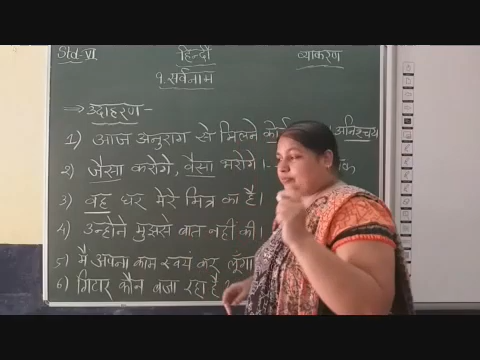 Std-VI हिन्दी व्याकरण
१. सर्वनाम
→ उदाहरण -
1) आज अनुराग से मिलने कोई अनिश्चय
2) जैसा करोगे, वैसा भरोगे।
3) वह घर मेरे मित्र का है।
4) उन्होने मुझसे बात नहीं की।
5) मैं अपना काम स्वयं कर लूँगा
6) गिटार कौन बजा रहा है?